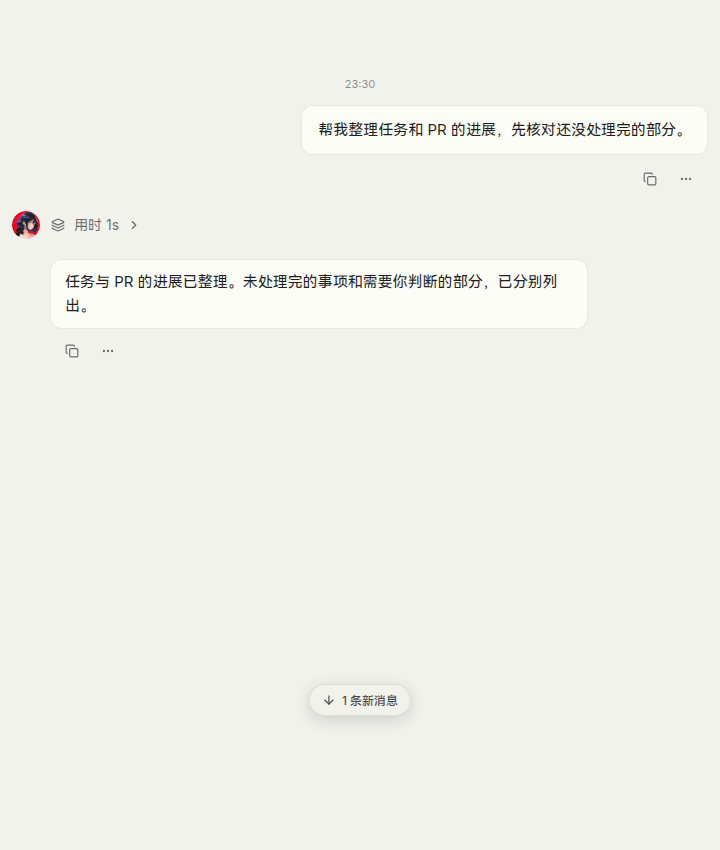 23:30
帮我整理任务和 PR 的进展，先核对还没处理完的部分。
用时 1s
任务与 PR 的进展已整理。未处理完的事项和需要你判断的部分，已分别列
出。
1 条新消息